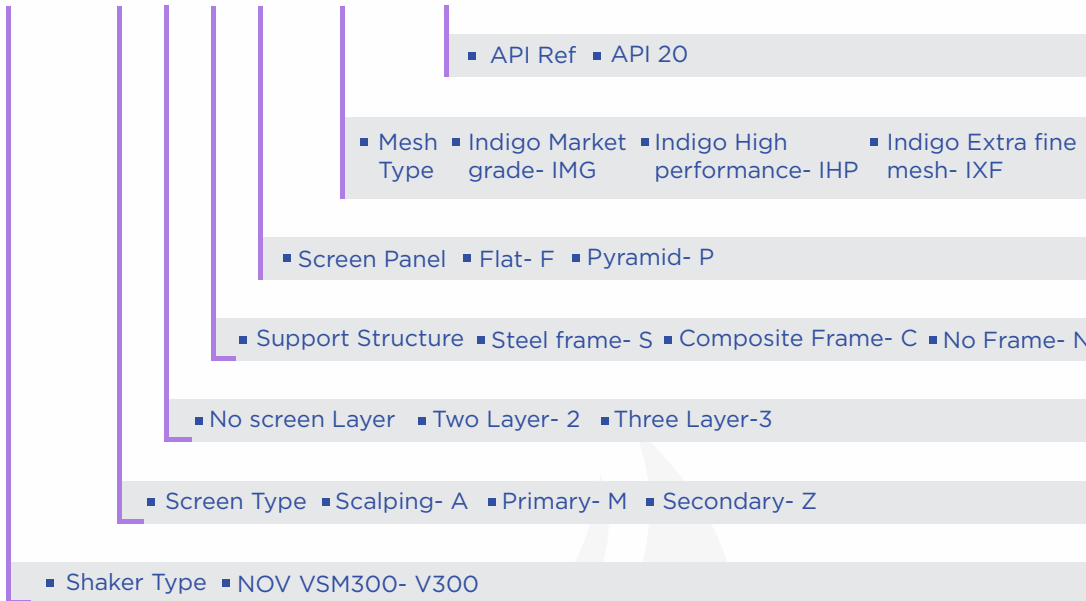 API Ref API 20
Mesh Type Indigo Market grade- IMG Indigo High performance- IHP Indigo Extra fine mesh- IXF
Screen Panel Flat- F Pyramid- P
Support Structure Steel frame- S Composite Frame- C No Frame- N
No screen Layer Two Layer- 2 Three Layer-3
Screen Type Scalping- A Primary- M Secondary- Z
Shaker Type NOV VSM300- V300